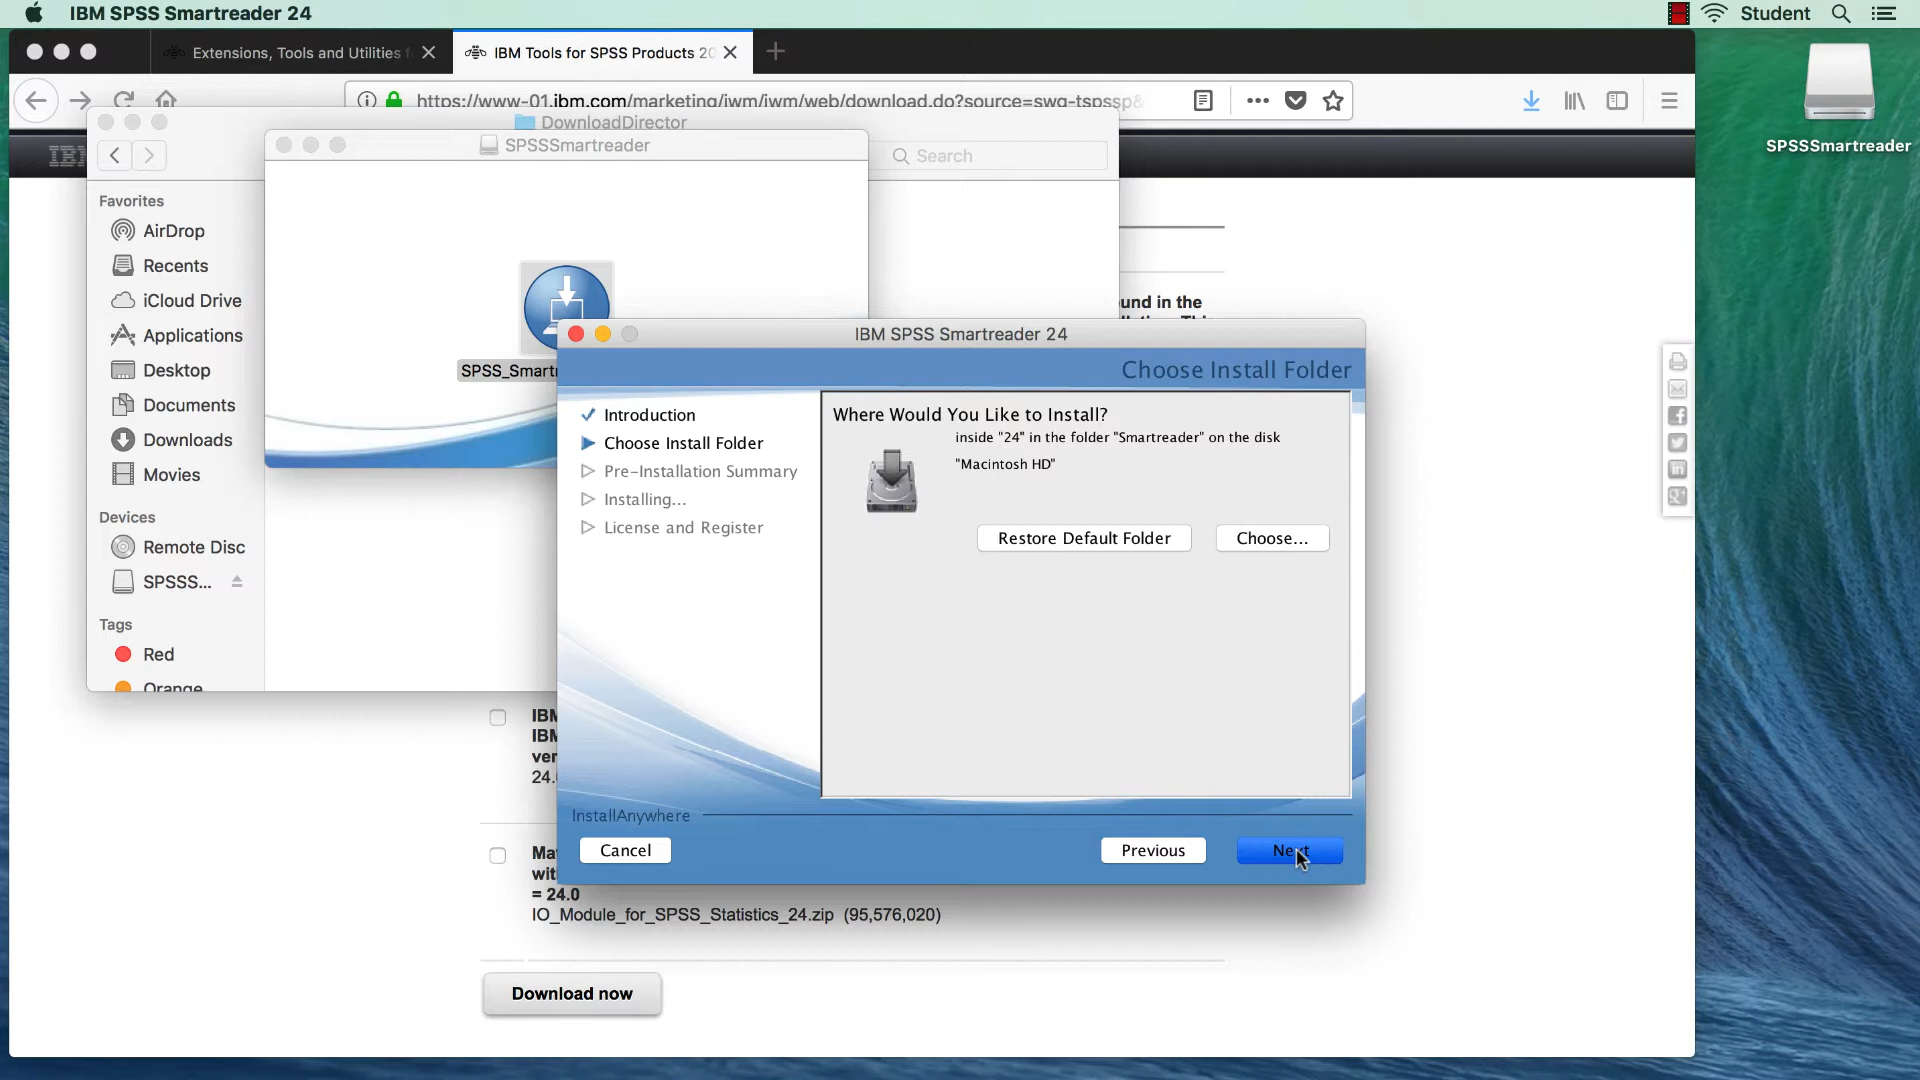 IBM SPSS Smartreader 24
Student
Extensions, Tools and Utilities f
IBM Tools for SPSS Products 20
https://www-01.ibm.com/marketing/iwm/iwm/web/download.do?source=swg-tspssp&
SPSSSmartreader
DownloadDirector
SPSSSmartreader
Search
IBM
Favorites
AirDrop
Recents
iCloud Drive
Applications
Desktop
Documents
Downloads
Movies
Devices
Remote Disc
SPSSS...
Tags
Red
Orange
SPSS_Smartr
und in the
IBM SPSS Smartreader 24
Choose Install Folder
Introduction
Choose Install Folder
Pre-Installation Summary
Installing...
License and Register
Where Would You Like to Install?
inside "24" in the folder "Smartreader" on the disk
"Macintosh HD"
Restore Default Folder
Choose...
InstallAnywhere
Cancel
Previous
Next
IBM
IBM
ver
24.
Mat
wit
= 24.0
IO_Module_for_SPSS_Statistics_24.zip (95,576,020)
Download now